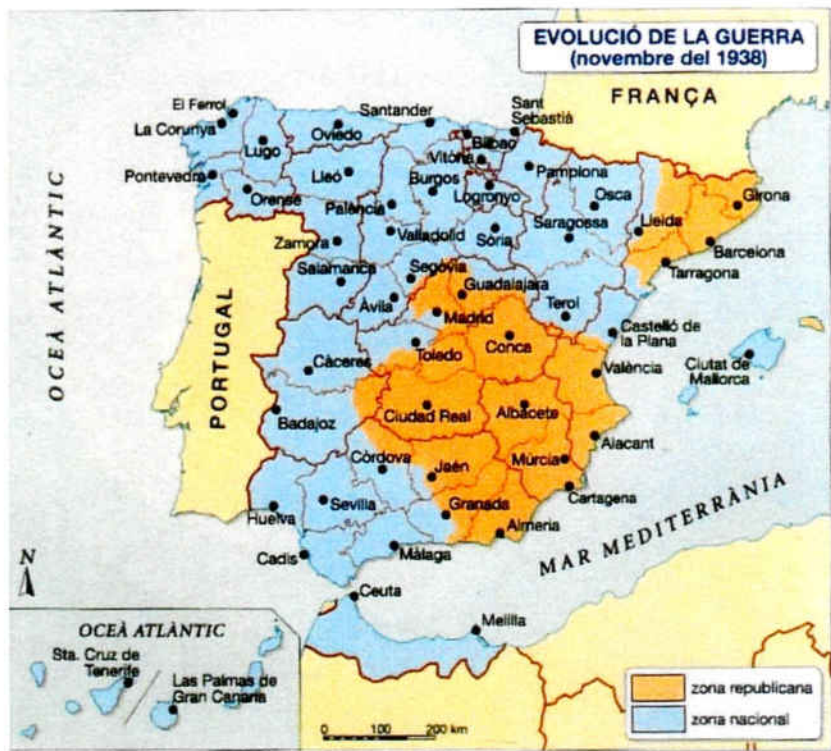 EVOLUCIÓ DE LA GUERRA
(novembre del 1938)
FRANÇA
El Ferrol
La Corunya
Lugo
Oviedo
Santander
Sant
Sebastià
Bilbao
Vitòria
Pontevedra
Orense
Lleó
Burgos
Palència
Logronyo
Pamplona
Osca
Lleida
Girona
Barcelona
Tarragona
Zamora
Valladolid
Sòria
Saragossa
Salamanca
Segòvia
Àvila
Guadalajara
Madrid
Terol
Castelló de
la Plana
OCEÀ ATLÀNTIC
PORTUGAL
Càceres
Toledo
Conca
València
Ciutat de
Mallorca
Badajoz
Ciudad Real
Albacete
Alacant
Còrdova
Jaén
Múrcia
Cartagena
Huelva
Sevilla
Granada
Almeria
Cadis
Màlaga
MAR MEDITERRÀNIA
N
Ceuta
Melilla
OCEÀ ATLÀNTIC
Sta. Cruz de
Tenerife
Las Palmas de
Gran Canaria
0 100 200 km
zona republicana
zona nacional